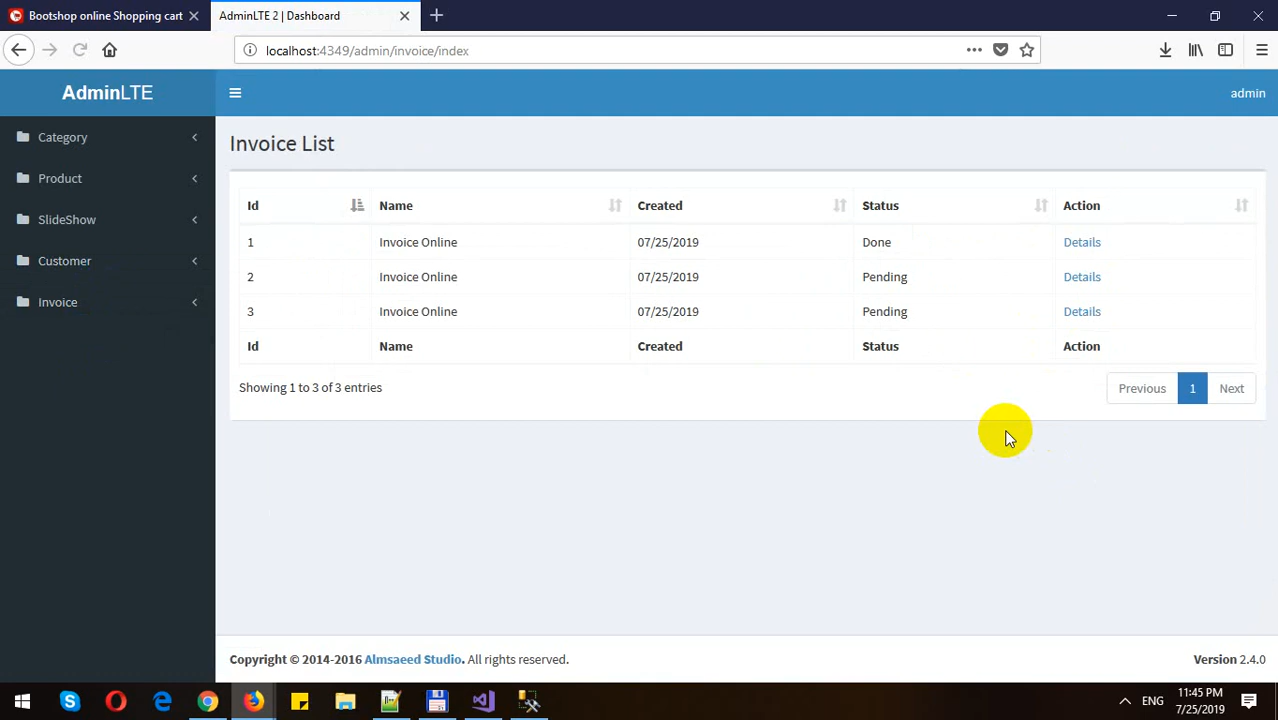 Bootshop online Shopping cart
AdminLTE 2 | Dashboard
localhost:4349/admin/invoice/index
AdminLTE
admin
Category
Product
SlideShow
Customer
Invoice
Invoice List
Id Name Created Status Action
1 Invoice Online 07/25/2019 Done Details
2 Invoice Online 07/25/2019 Pending Details
3 Invoice Online 07/25/2019 Pending Details
Id Name Created Status Action
Showing 1 to 3 of 3 entries
Previous 1 Next
Copyright © 2014-2016 Almsaeed Studio. All rights reserved.
Version 2.4.0
ENG
11:45 PM
7/25/2019